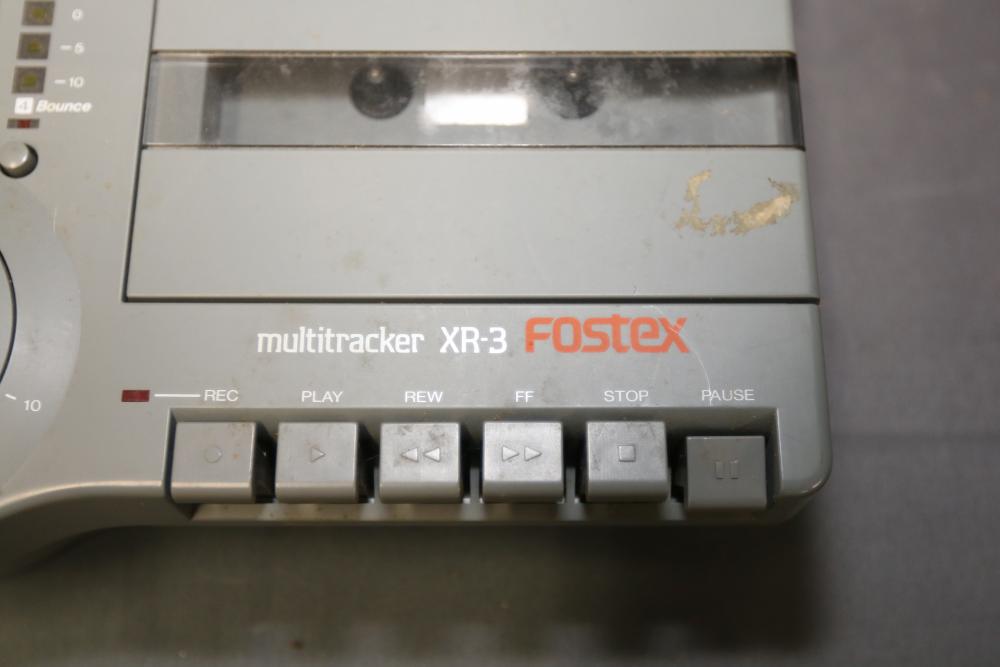 0
-5
-10
4 Bounce
multitracker XR-3 Fostex
10
REC PLAY REW FF STOP PAUSE